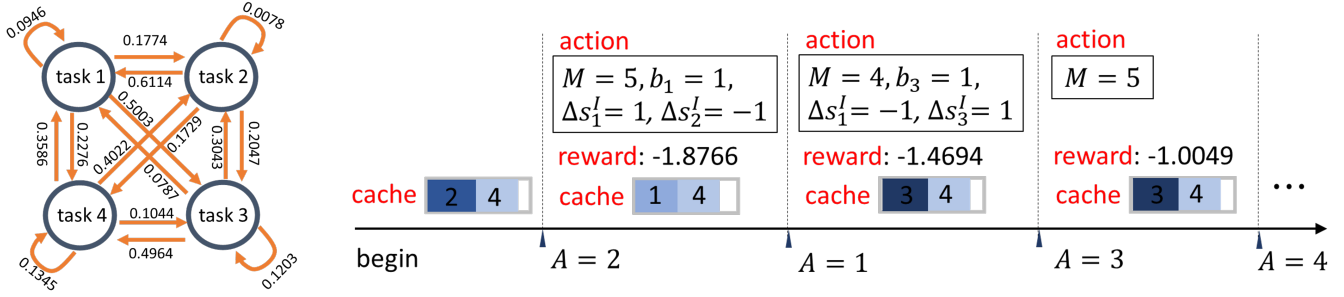 0.0946
0.0078
0.1774
task 1
task 2
0.6114
0.5003
0.3586
0.2276
0.4022
0.1729
0.3043
0.2047
0.0787
task 4
0.1044
task 3
0.4964
0.1345
0.1203
action
M = 5, b₁ = 1,
Δs₁ᴵ = 1, Δs₂ᴵ = −1
reward: -1.8766
cache 2 4
cache 1 4
begin
A = 2
action
M = 4, b₃ = 1,
Δs₁ᴵ = −1, Δs₃ᴵ = 1
reward: -1.4694
cache 3 4
A = 1
action
M = 5
reward: -1.0049
cache 3 4
A = 3
...
A = 4